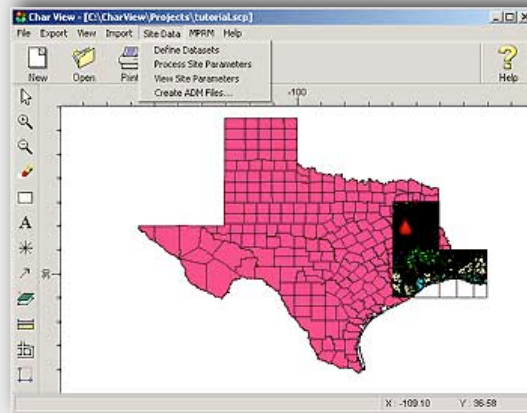 Char View - [C:\CharView\Projects\tutorial.scp]
File Export View Import Site Data MPRM Help
Define Datasets
Process Site Parameters
View Site Parameters
Create ADM Files...
New Open Print Help
-100
A
30
X : -109.10 Y : 36-58